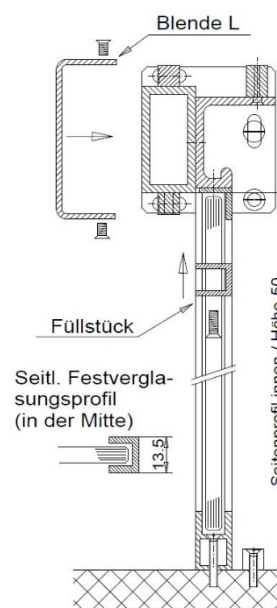 Blende L
Füllstück
Seitl. Festvergla-
sungsprofil
(in der Mitte)
13.5
Seitenprofil innen / Höhe 50